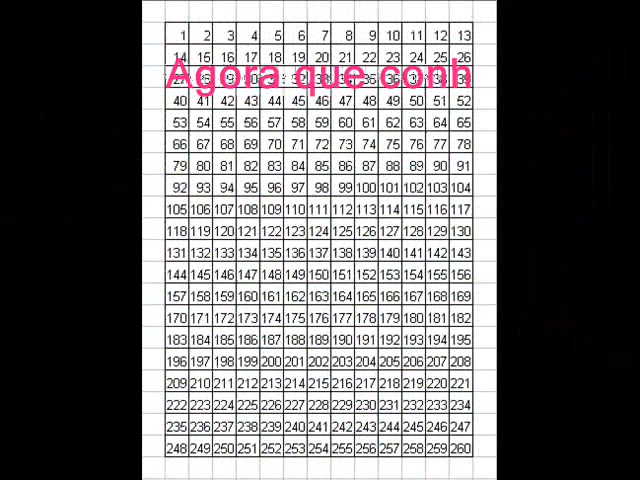 1 2 3 4 5 6 7 8 9 10 11 12 13
14 15 16 17 18 19 20 21 22 23 24 25 26
Agora que conh
40 41 42 43 44 45 46 47 48 49 50 51 52
53 54 55 56 57 58 59 60 61 62 63 64 65
66 67 68 69 70 71 72 73 74 75 76 77 78
79 80 81 82 83 84 85 86 87 88 89 90 91
92 93 94 95 96 97 98 99 100 101 102 103 104
105 106 107 108 109 110 111 112 113 114 115 116 117
118 119 120 121 122 123 124 125 126 127 128 129 130
131 132 133 134 135 136 137 138 139 140 141 142 143
144 145 146 147 148 149 150 151 152 153 154 155 156
157 158 159 160 161 162 163 164 165 166 167 168 169
170 171 172 173 174 175 176 177 178 179 180 181 182
183 184 185 186 187 188 189 190 191 192 193 194 195
196 197 198 199 200 201 202 203 204 205 206 207 208
209 210 211 212 213 214 215 216 217 218 219 220 221
222 223 224 225 226 227 228 229 230 231 232 233 234
235 236 237 238 239 240 241 242 243 244 245 246 247
248 249 250 251 252 253 254 255 256 257 258 259 260